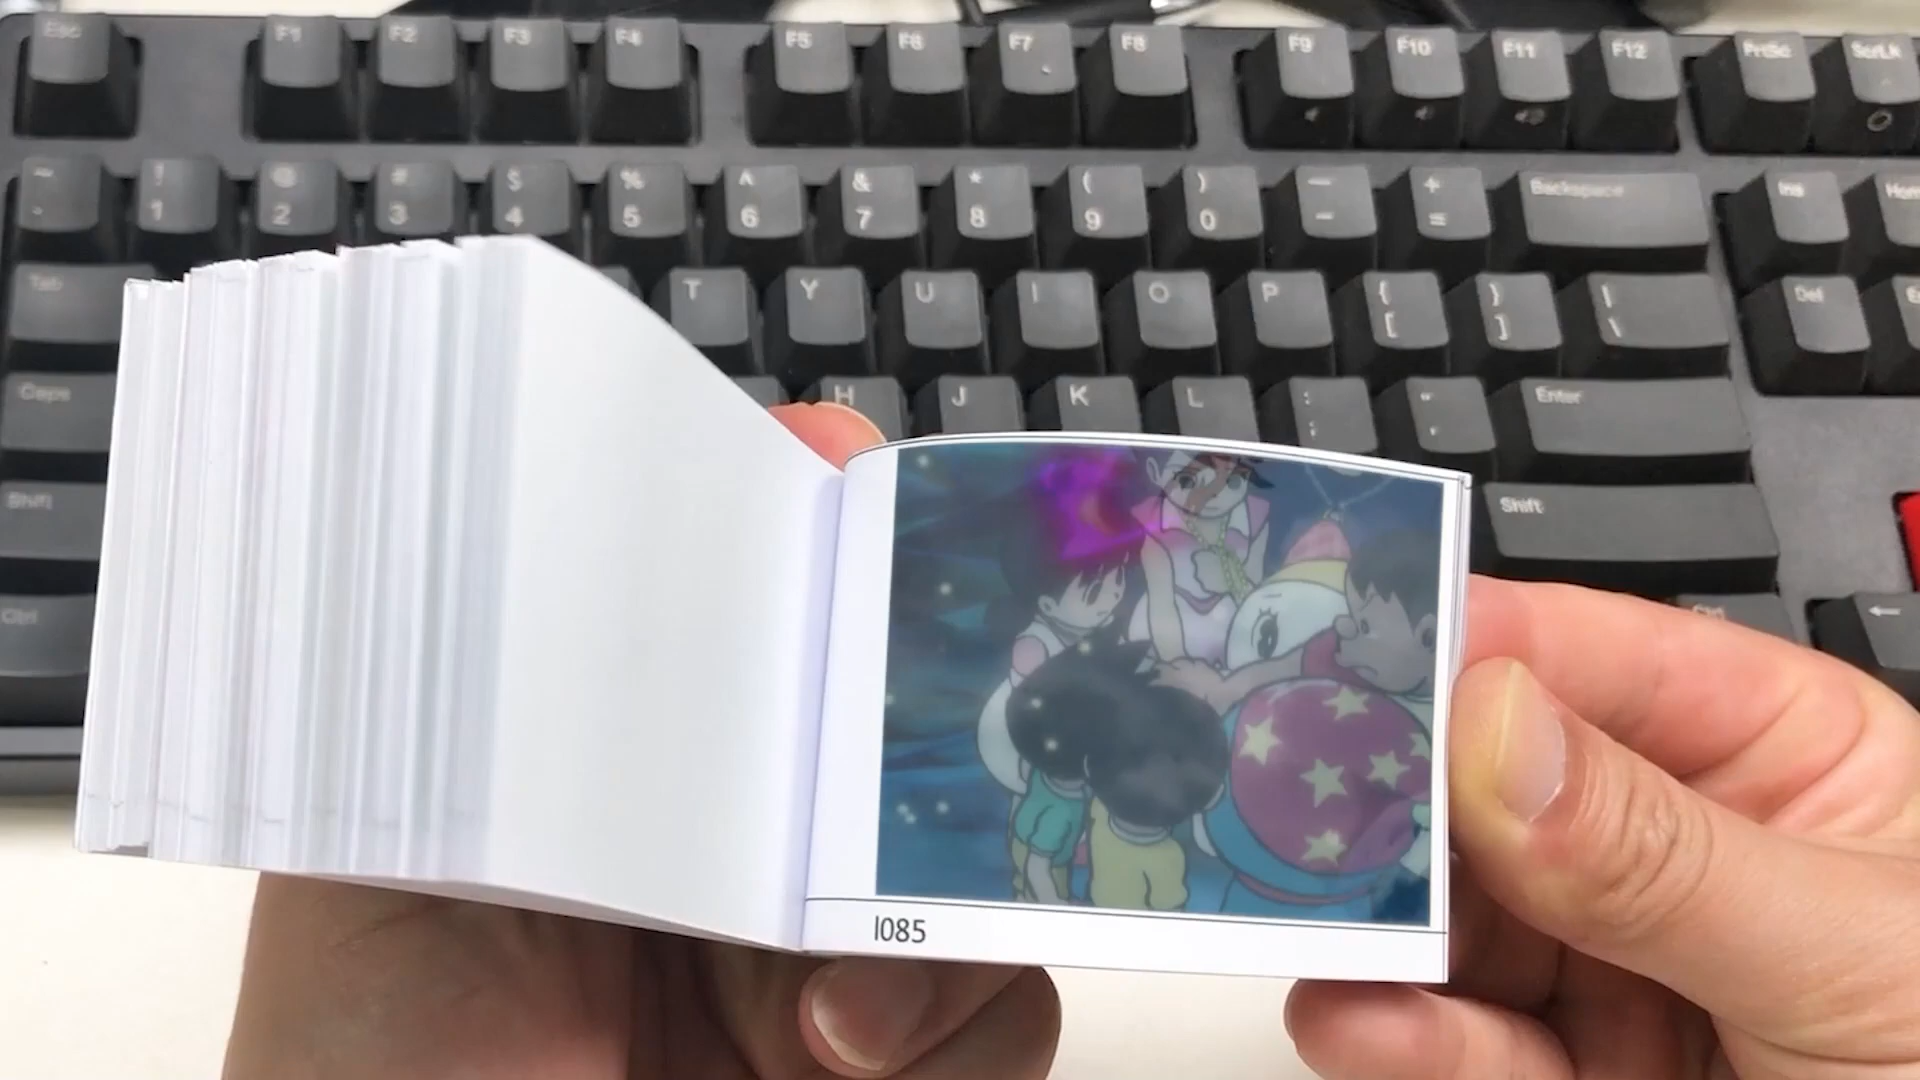 Esc F1 F2 F3 F4 F5 F6 F7 F8 F9 F10 F11 F12 PrtSc ScrLk
~ ! @ # $ % ^ & * ( ) — + Backspace Ins
` 1 2 3 4 5 6 7 8 9 0 - =
Tab T Y U I O P { } | Del
[ ] \
Caps H J K L : " Enter
; '
Shift Shift
Ctrl Ctrl
←
l085